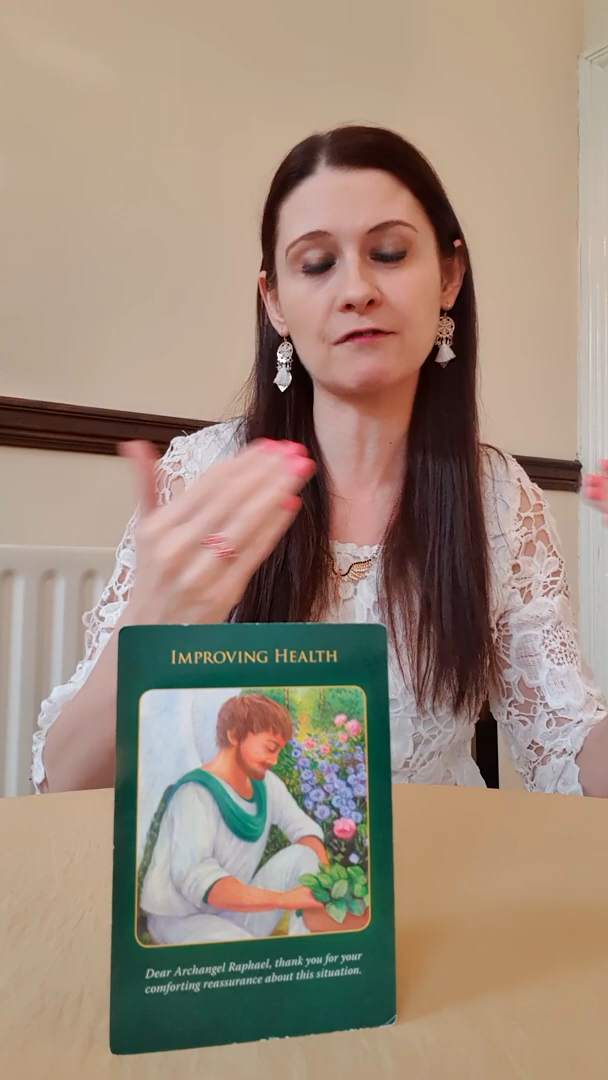 IMPROVING HEALTH
Dear Archangel Raphael, thank you for your
comforting reassurance about this situation.